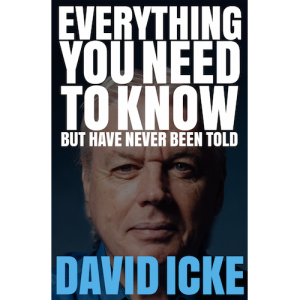 EVERYTHING
YOU NEED
TO KNOW
BUT HAVE NEVER BEEN TOLD
DAVID ICKE